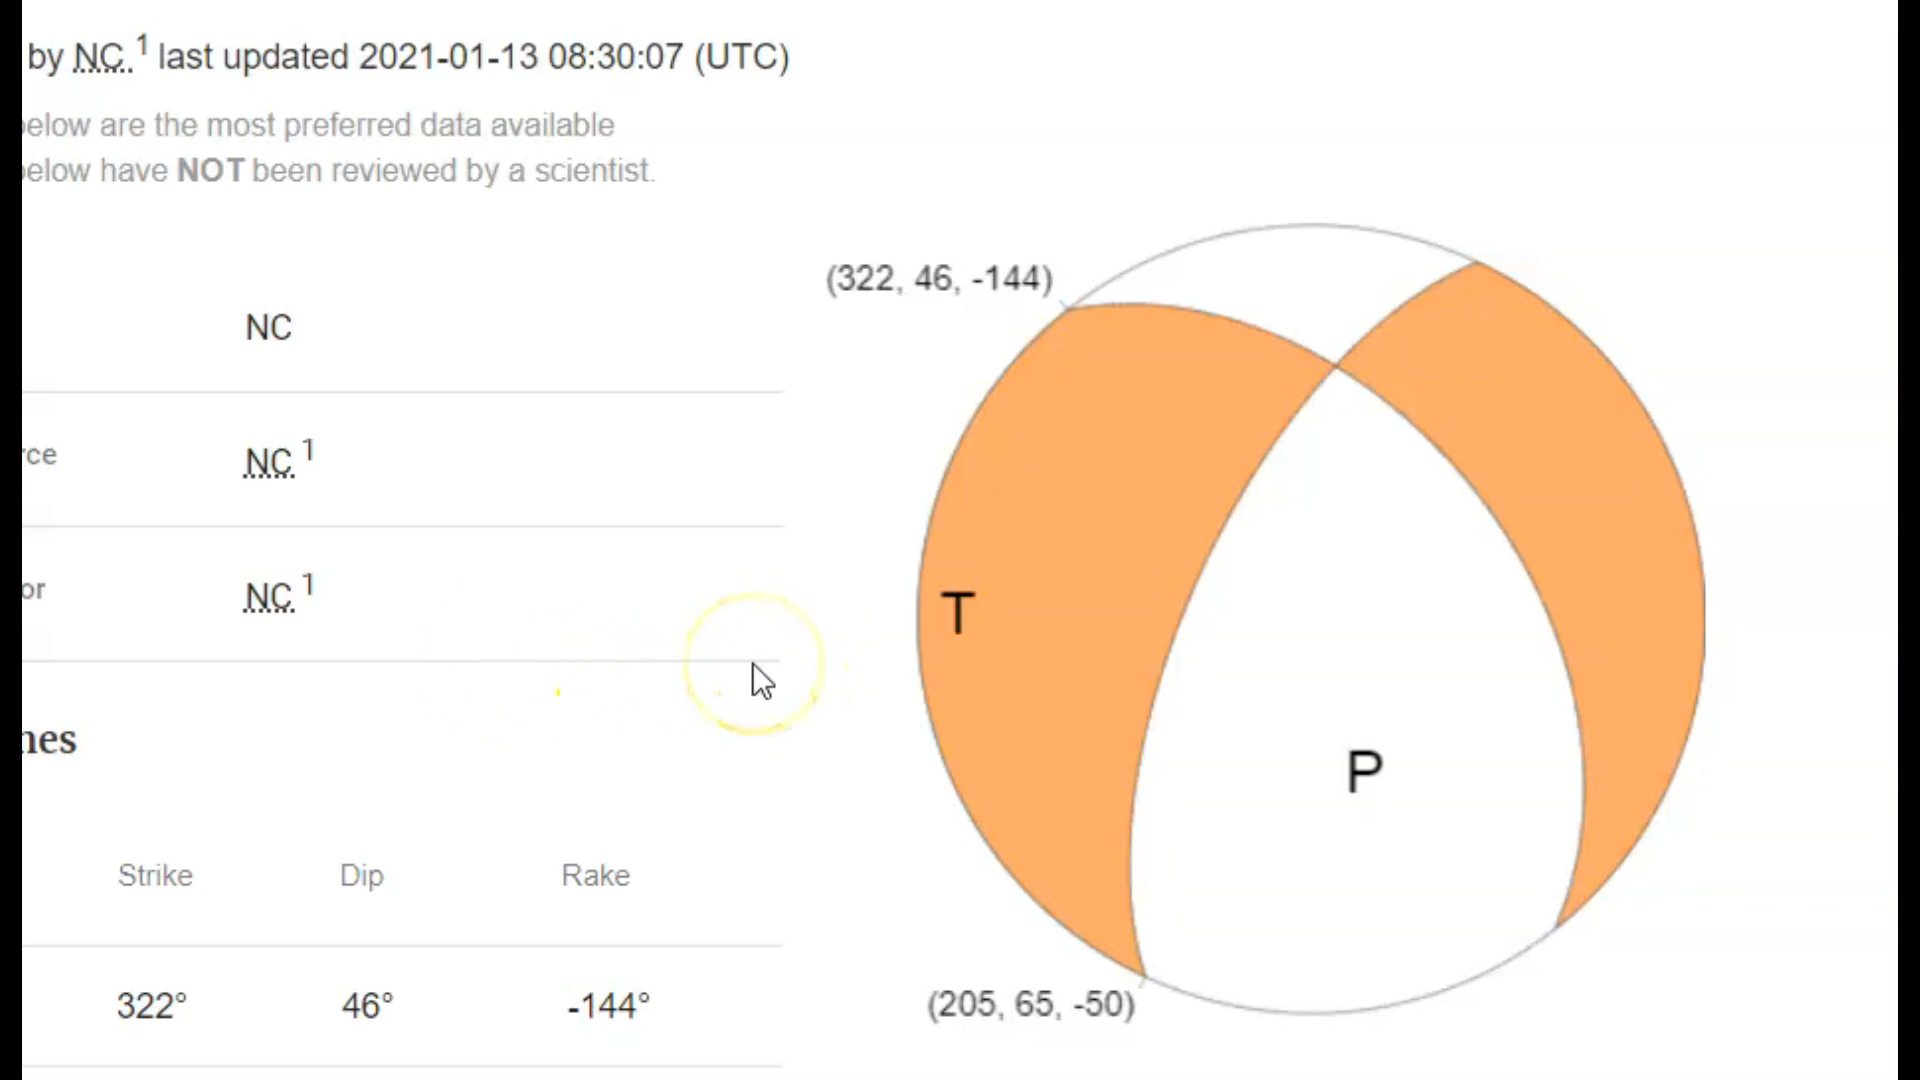 by NC.¹ last updated 2021-01-13 08:30:07 (UTC)
elow are the most preferred data available
elow have NOT been reviewed by a scientist.
(322, 46, -144)
NC
rce NC ¹
or NC ¹
T
nes
P
Strike Dip Rake
322° 46° -144°
(205, 65, -50)